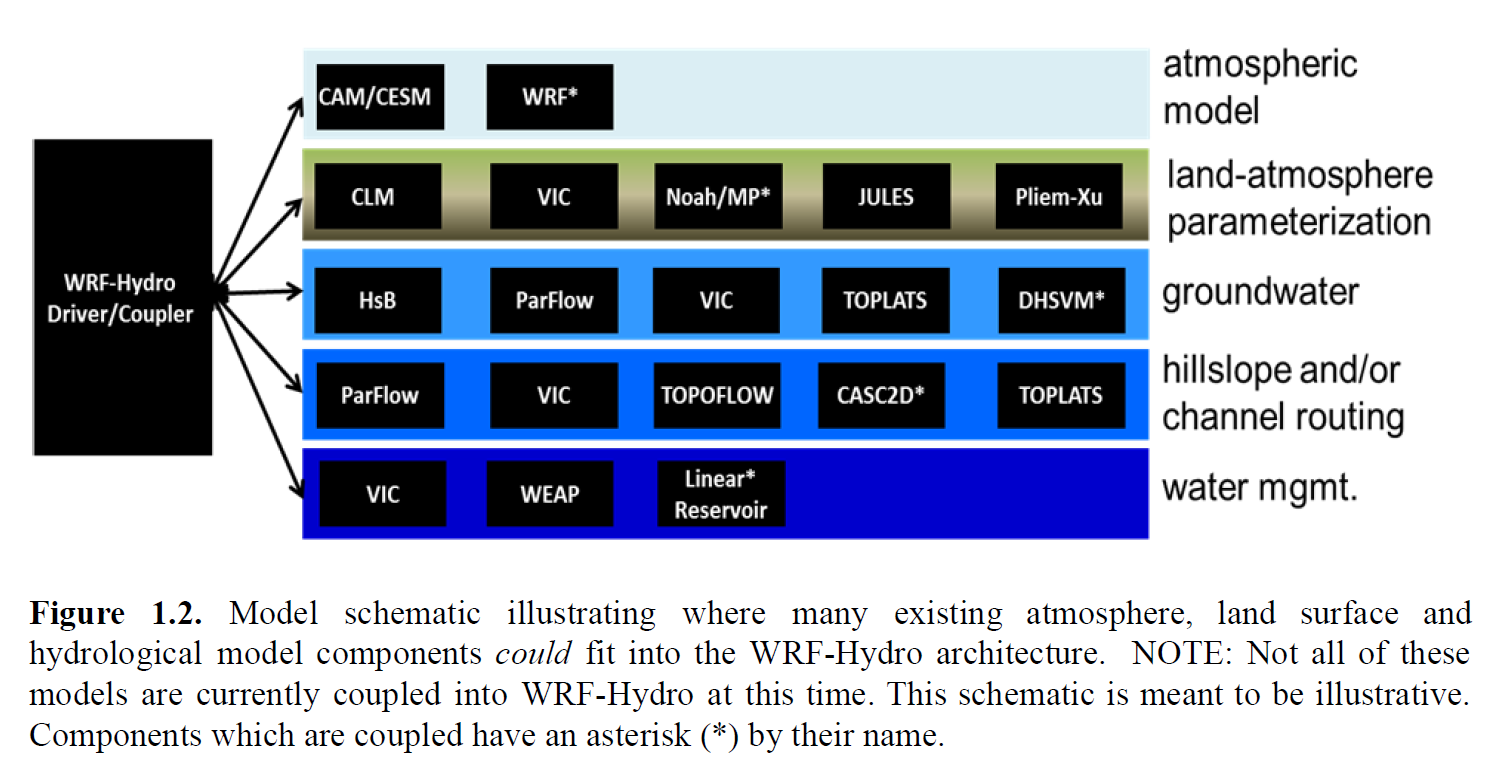 CAM/CESM WRF*
atmospheric
model
CLM VIC Noah/MP* JULES Pliem-Xu
land-atmosphere
parameterization
WRF-Hydro
Driver/Coupler
HsB ParFlow VIC TOPLATS DHSVM*
groundwater
ParFlow VIC TOPOFLOW CASC2D* TOPLATS
hillslope and/or
channel routing
VIC WEAP Linear*
Reservoir
water mgmt.
Figure 1.2. Model schematic illustrating where many existing atmosphere, land surface and
hydrological model components could fit into the WRF-Hydro architecture. NOTE: Not all of these
models are currently coupled into WRF-Hydro at this time. This schematic is meant to be illustrative.
Components which are coupled have an asterisk (*) by their name.